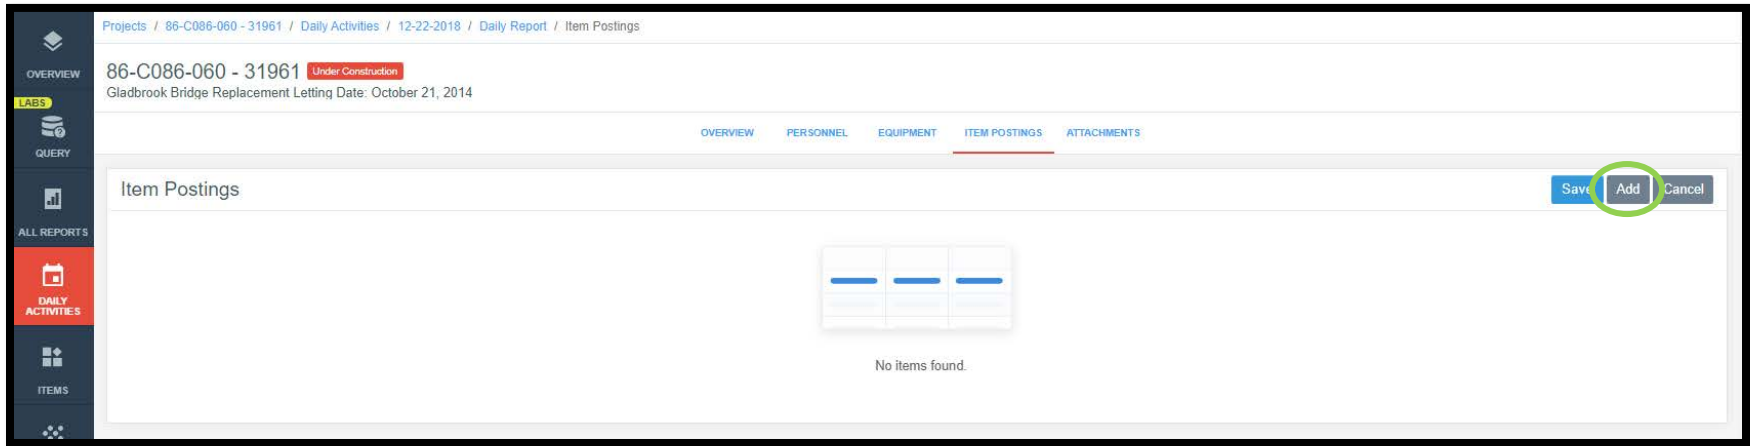 Projects / 86-C086-060 - 31961 / Daily Activities / 12-22-2018 / Daily Report / Item Postings
OVERVIEW
86-C086-060 - 31961 Under Construction
Gladbrook Bridge Replacement Letting Date: October 21, 2014
LABS
QUERY
OVERVIEW PERSONNEL EQUIPMENT ITEM POSTINGS ATTACHMENTS
Item Postings
Save Add Cancel
ALL REPORTS
DAILY
ACTIVITIES
No items found.
ITEMS